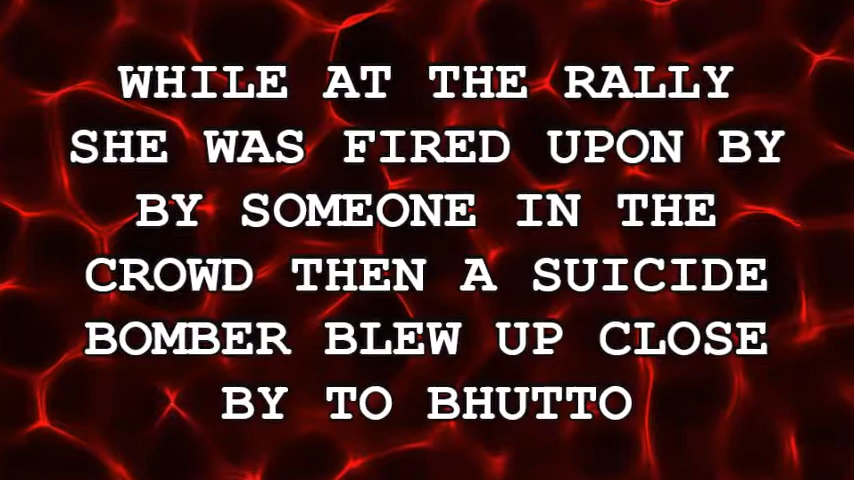 WHILE AT THE RALLY
SHE WAS FIRED UPON BY
BY SOMEONE IN THE
CROWD THEN A SUICIDE
BOMBER BLEW UP CLOSE
BY TO BHUTTO